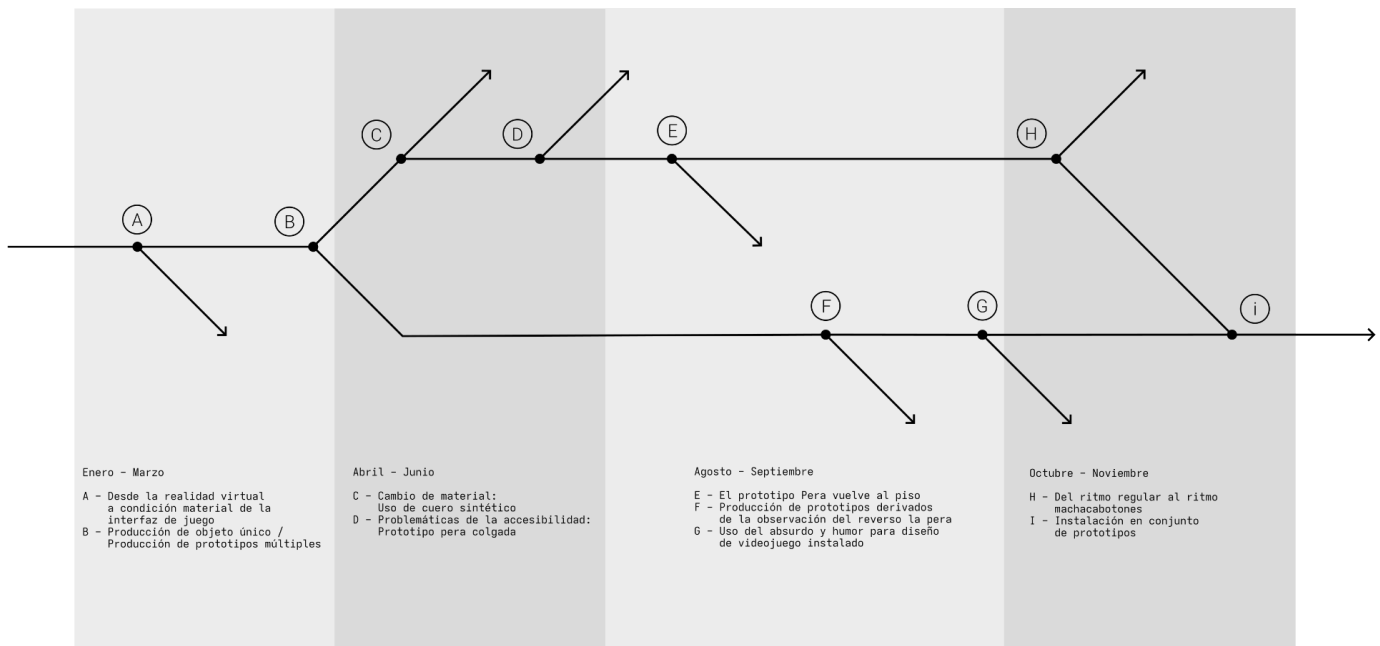 C
D
E
H
A
B
F
G
i
Enero – Marzo
A – Desde la realidad virtual
a condición material de la
interfaz de juego
B – Producción de objeto único /
Producción de prototipos múltiples
Abril – Junio
C – Cambio de material:
Uso de cuero sintético
D – Problemáticas de la accesibilidad:
Prototipo pera colgada
Agosto – Septiembre
E – El prototipo Pera vuelve al piso
F – Producción de prototipos derivados
de la observación del reverso la pera
G – Uso del absurdo y humor para diseño
de videojuego instalado
Octubre – Noviembre
H – Del ritmo regular al ritmo
machacabotones
I – Instalación en conjunto
de prototipos